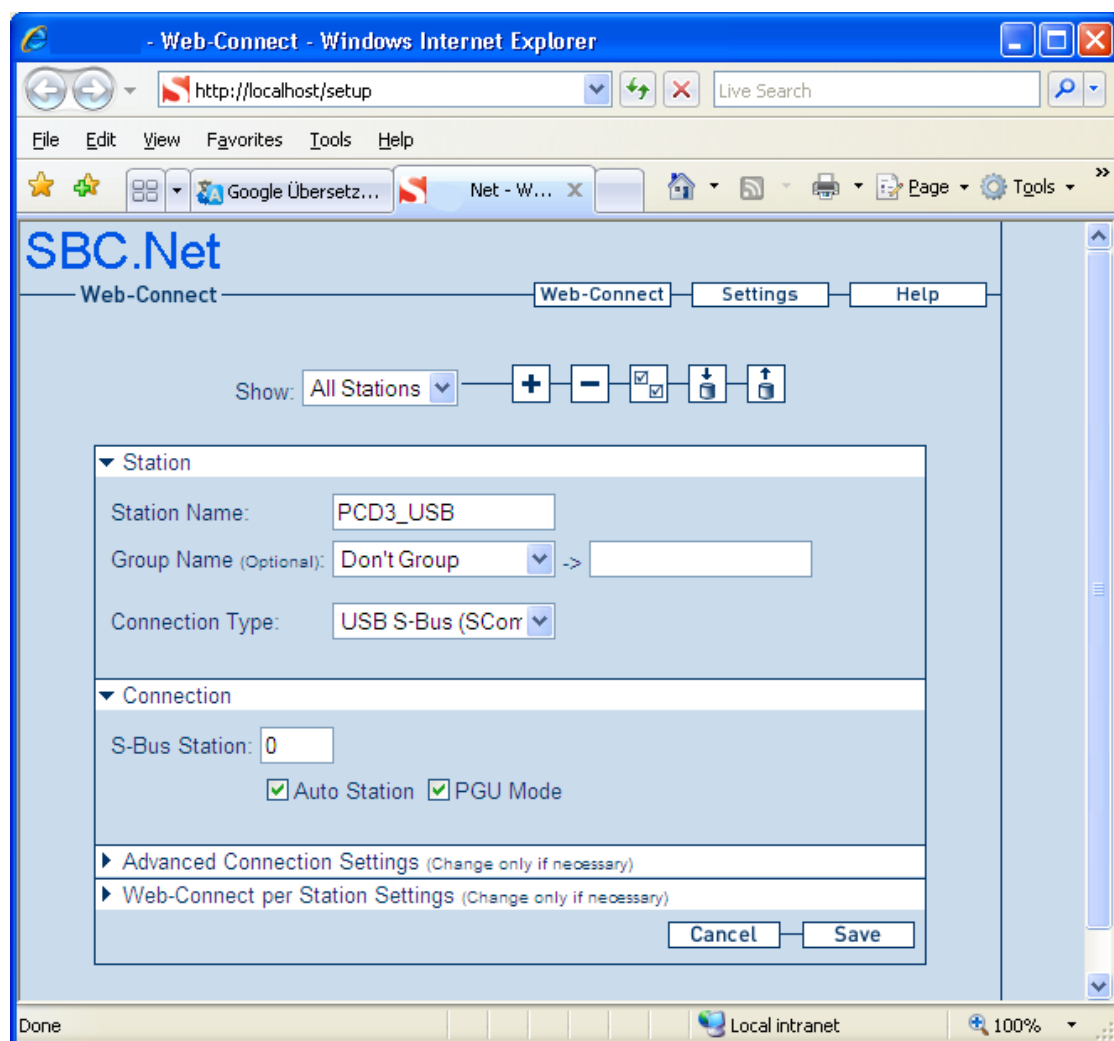 - Web-Connect - Windows Internet Explorer
http://localhost/setup
Live Search
File Edit View Favorites Tools Help
Google Übersetz... Net - W... Page Tools
SBC.Net
Web-Connect Web-Connect Settings Help
Show: All Stations
Station
Station Name: PCD3_USB
Group Name (Optional): Don't Group ->
Connection Type: USB S-Bus (SCom
Connection
S-Bus Station: 0
Auto Station PGU Mode
Advanced Connection Settings (Change only if necessary)
Web-Connect per Station Settings (Change only if necessary)
Cancel Save
Done Local intranet 100%